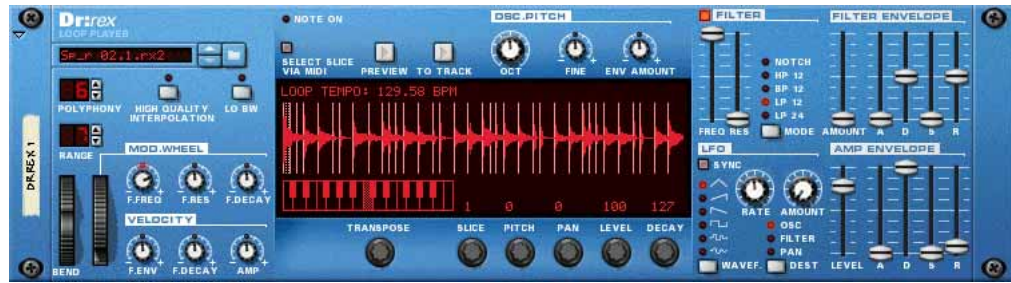 Dr:rex
LOOP PLAYER
6
POLYPHONY
HIGH QUALITY
INTERPOLATION
LO BW
RANGE
MOD.WHEEL
F.FREQ F.RES F.DECAY
VELOCITY
F.ENV F.DECAY AMP
BEND
DR.REX 1
NOTE ON
OSC.PITCH
SELECT SLICE
VIA MIDI
PREVIEW TO TRACK OCT FINE ENV AMOUNT
LOOP TEMPO: 129.58 BPM
1 0 0 100 127
TRANSPOSE SLICE PITCH PAN LEVEL DECAY
FILTER
NOTCH
HP 12
BP 12
LP 12
LP 24
FREQ RES MODE
FILTER ENVELOPE
AMOUNT A D S R
LFO
SYNC
RATE AMOUNT
OSC
FILTER
PAN
WAVEF. DEST
AMP ENVELOPE
LEVEL A D S R